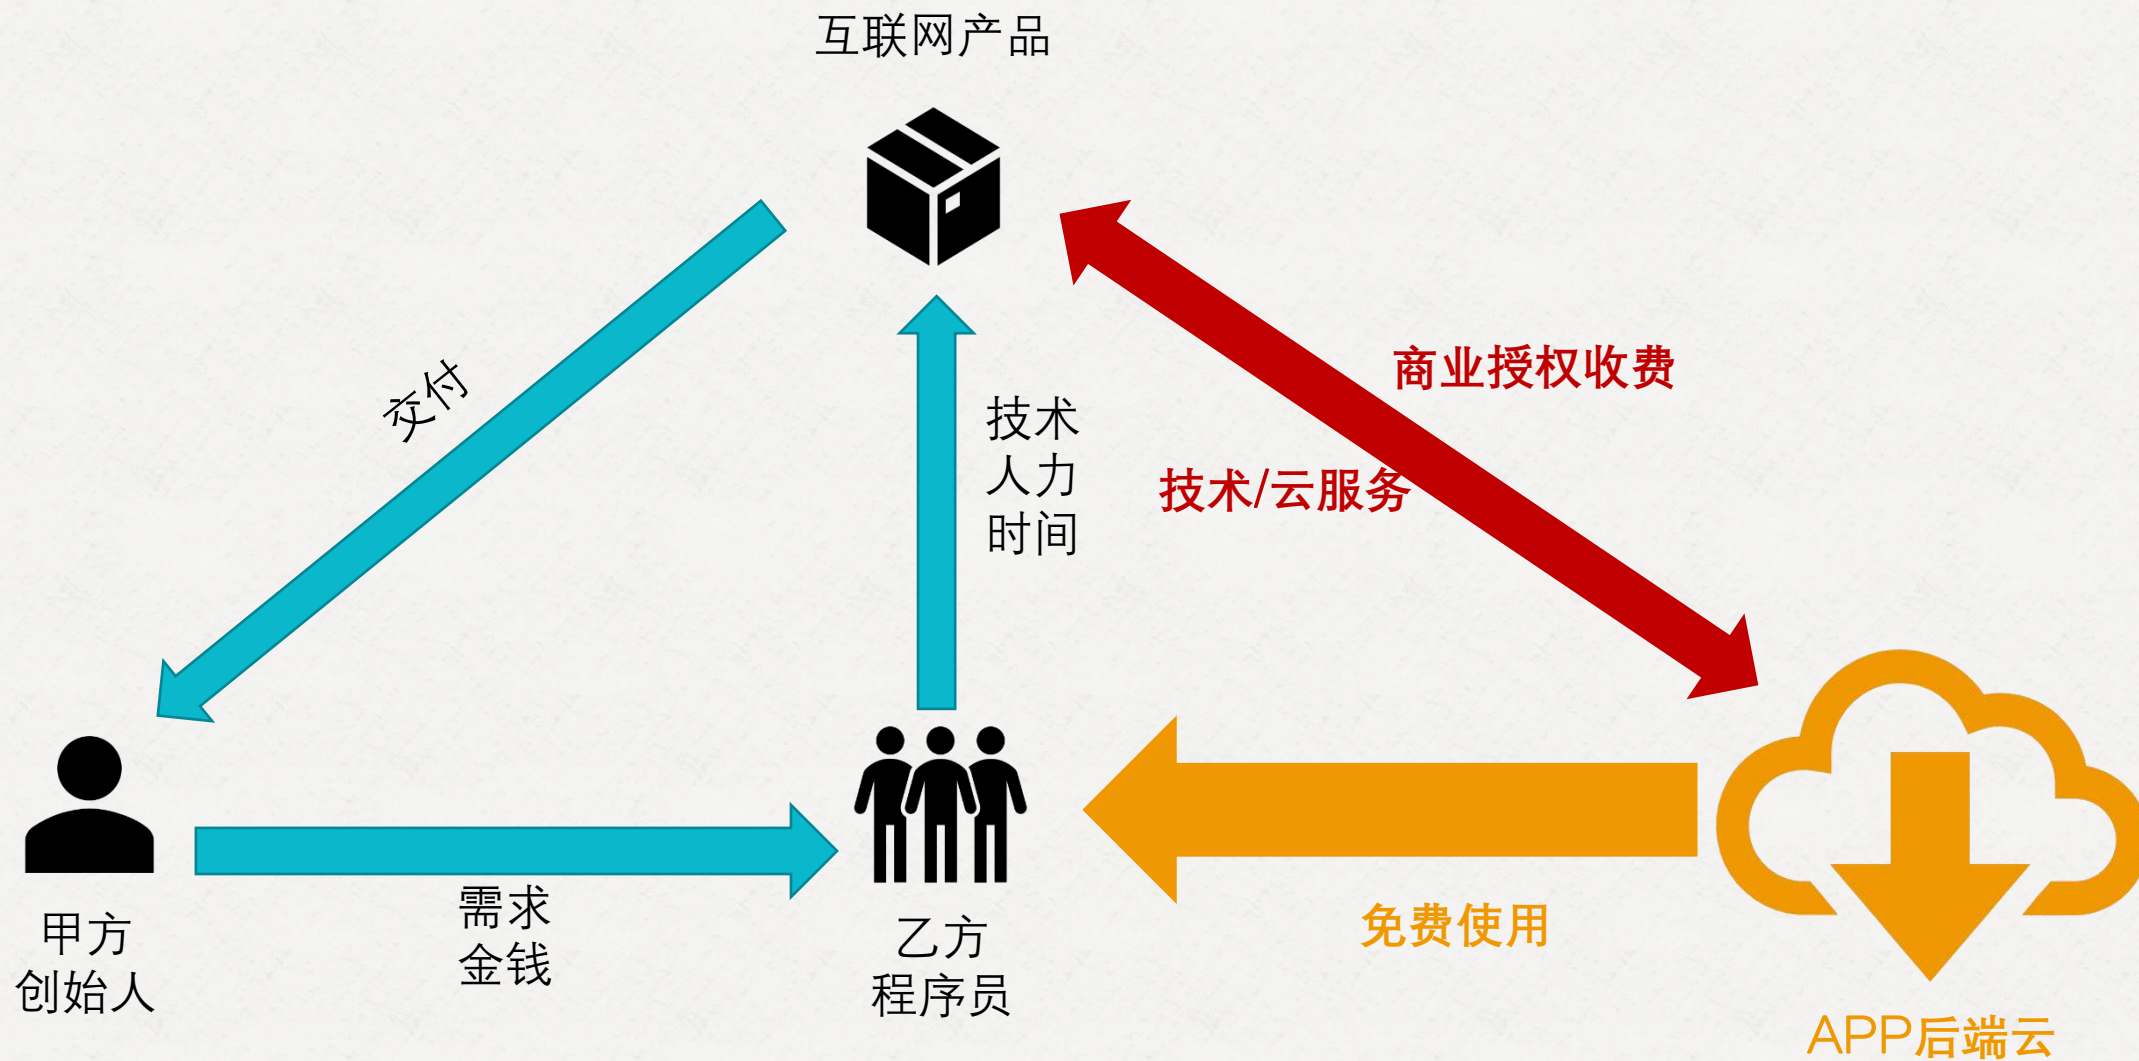 互联网产品
交付
技术
人力
时间
商业授权收费
技术/云服务
甲方
创始人
需求
金钱
乙方
程序员
免费使用
APP后端云